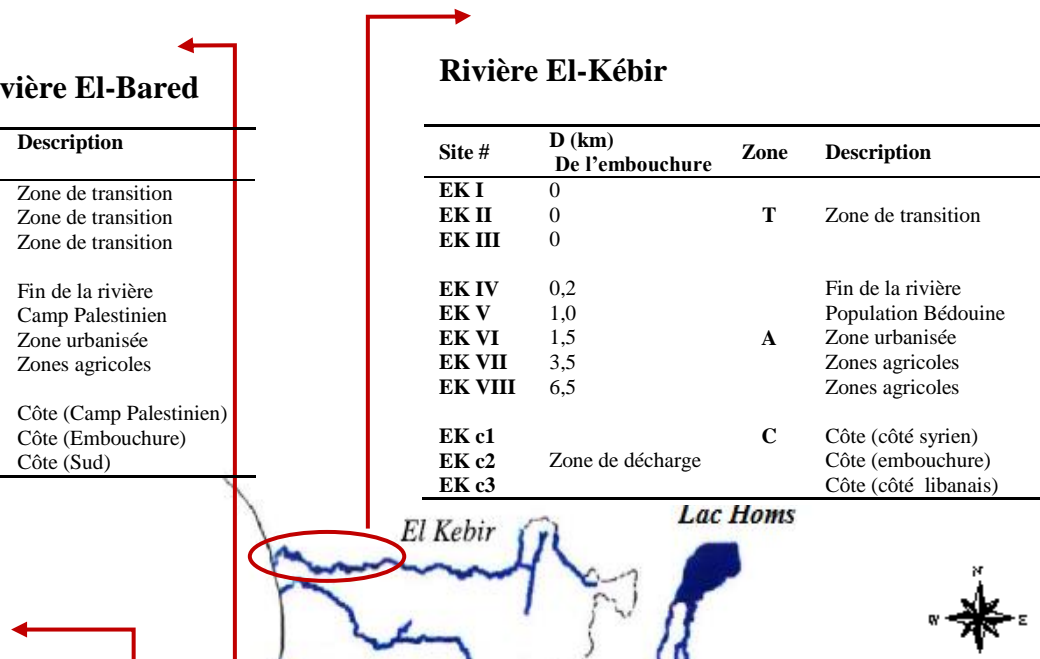 vière El-Bared
Description
Zone de transition
Zone de transition
Zone de transition
Fin de la rivière
Camp Palestinien
Zone urbanisée
Zones agricoles
Côte (Camp Palestinien)
Côte (Embouchure)
Côte (Sud)
Rivière El-Kébir
Site # D (km) De l’embouchure Zone Description
EK I 0
EK II 0 T Zone de transition
EK III 0
EK IV 0,2 Fin de la rivière
EK V 1,0 Population Bédouine
EK VI 1,5 A Zone urbanisée
EK VII 3,5 Zones agricoles
EK VIII 6,5 Zones agricoles
EK c1 C Côte (côté syrien)
EK c2 Zone de décharge Côte (embouchure)
EK c3 Côte (côté libanais)
El Kebir
Lac Homs
N
W E